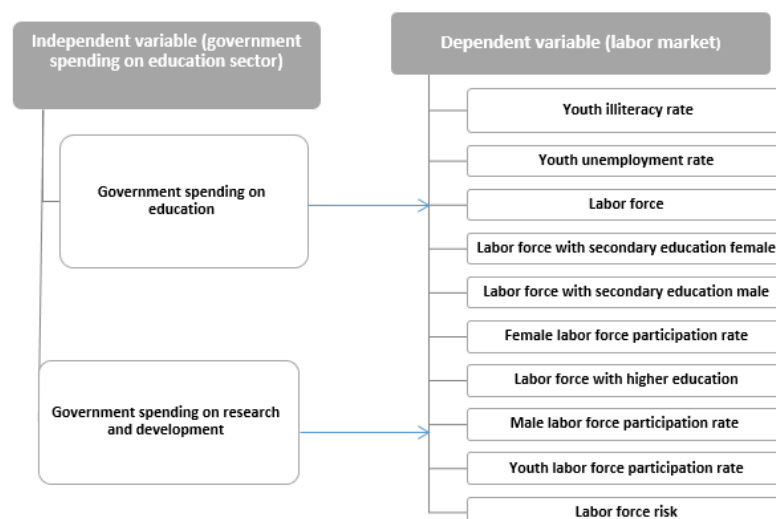 Independent variable (government
spending on education sector)
Government spending on
education
Government spending on research
and development
Dependent variable (labor market)
Youth illiteracy rate
Youth unemployment rate
Labor force
Labor force with secondary education female
Labor force with secondary education male
Female labor force participation rate
Labor force with higher education
Male labor force participation rate
Youth labor force participation rate
Labor force risk